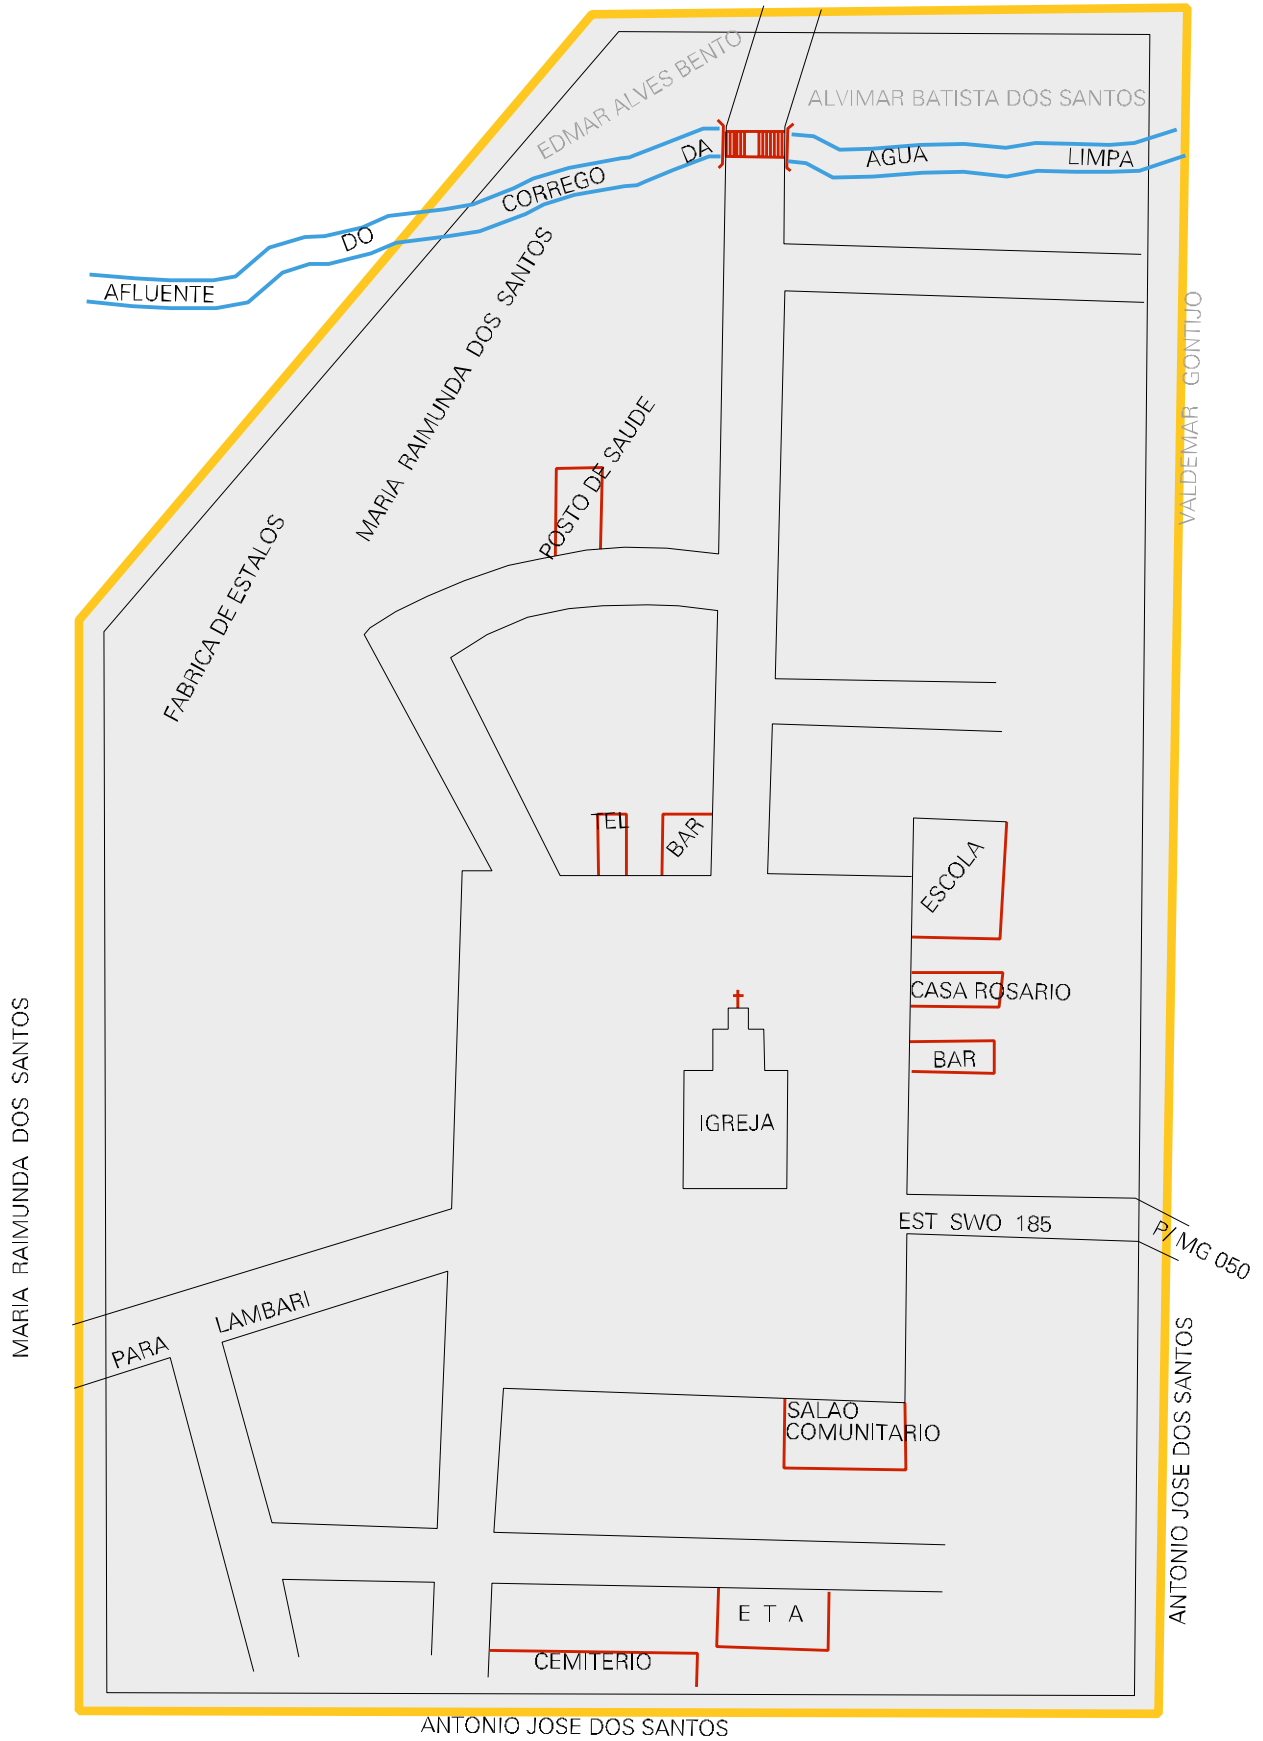 EDMAR ALVES BENTO
ALVIMAR BATISTA DOS SANTOS
AFLUENTE DO CORREGO DA AGUA LIMPA
MARIA RAIMUNDA DOS SANTOS
VALDEMAR GONTIJO
POSTO DE SAUDE
FABRICA DE ESTALOS
TEL
BAR
ESCOLA
CASA ROSARIO
BAR
IGREJA
MARIA RAIMUNDA DOS SANTOS
EST SWO 185
P/ MG 050
PARA LAMBARI
SALAO
COMUNITARIO
ANTONIO JOSE DOS SANTOS
E T A
CEMITERIO
ANTONIO JOSE DOS SANTOS